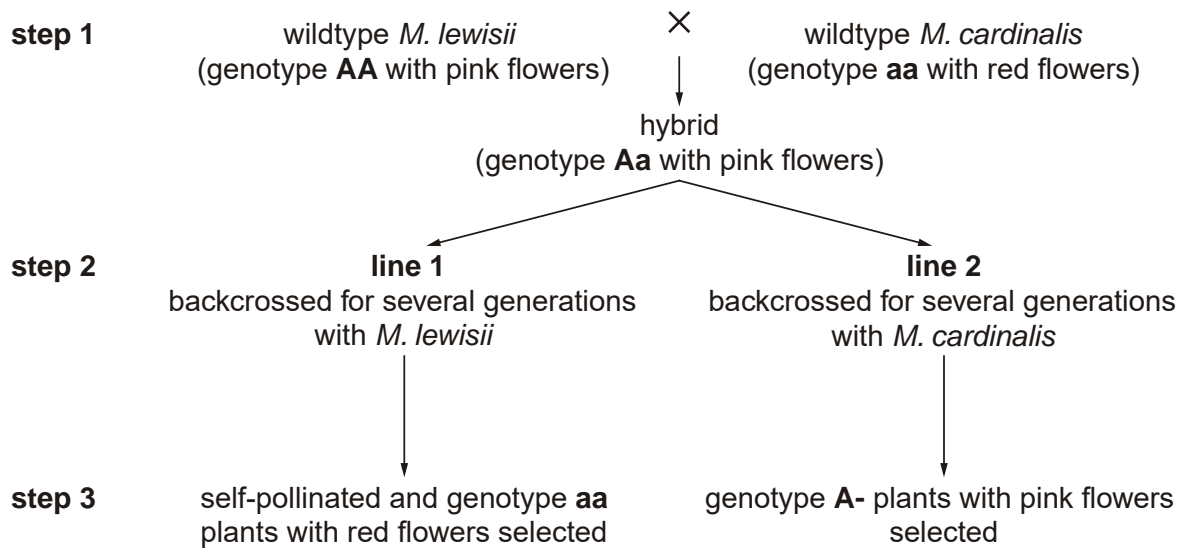 step 1
wildtype M. lewisii
(genotype AA with pink flowers)
×
wildtype M. cardinalis
(genotype aa with red flowers)
hybrid
(genotype Aa with pink flowers)
step 2
line 1
backcrossed for several generations
with M. lewisii
line 2
backcrossed for several generations
with M. cardinalis
step 3
self-pollinated and genotype aa
plants with red flowers selected
genotype A- plants with pink flowers
selected